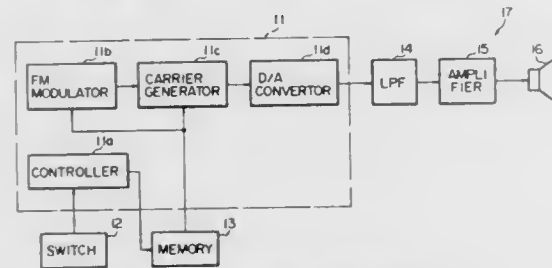 17
11
11b
11c
11d
14
15
16
FM
MODULATOR
CARRIER
GENERATOR
D/A
CONVERTOR
LPF
AMPLI
FIER
11a
CONTROLLER
12
13
SWITCH
MEMORY